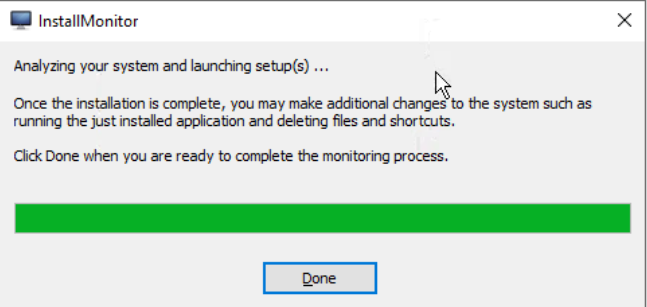 InstallMonitor
Analyzing your system and launching setup(s) ...
Once the installation is complete, you may make additional changes to the system such as
running the just installed application and deleting files and shortcuts.
Click Done when you are ready to complete the monitoring process.
Done